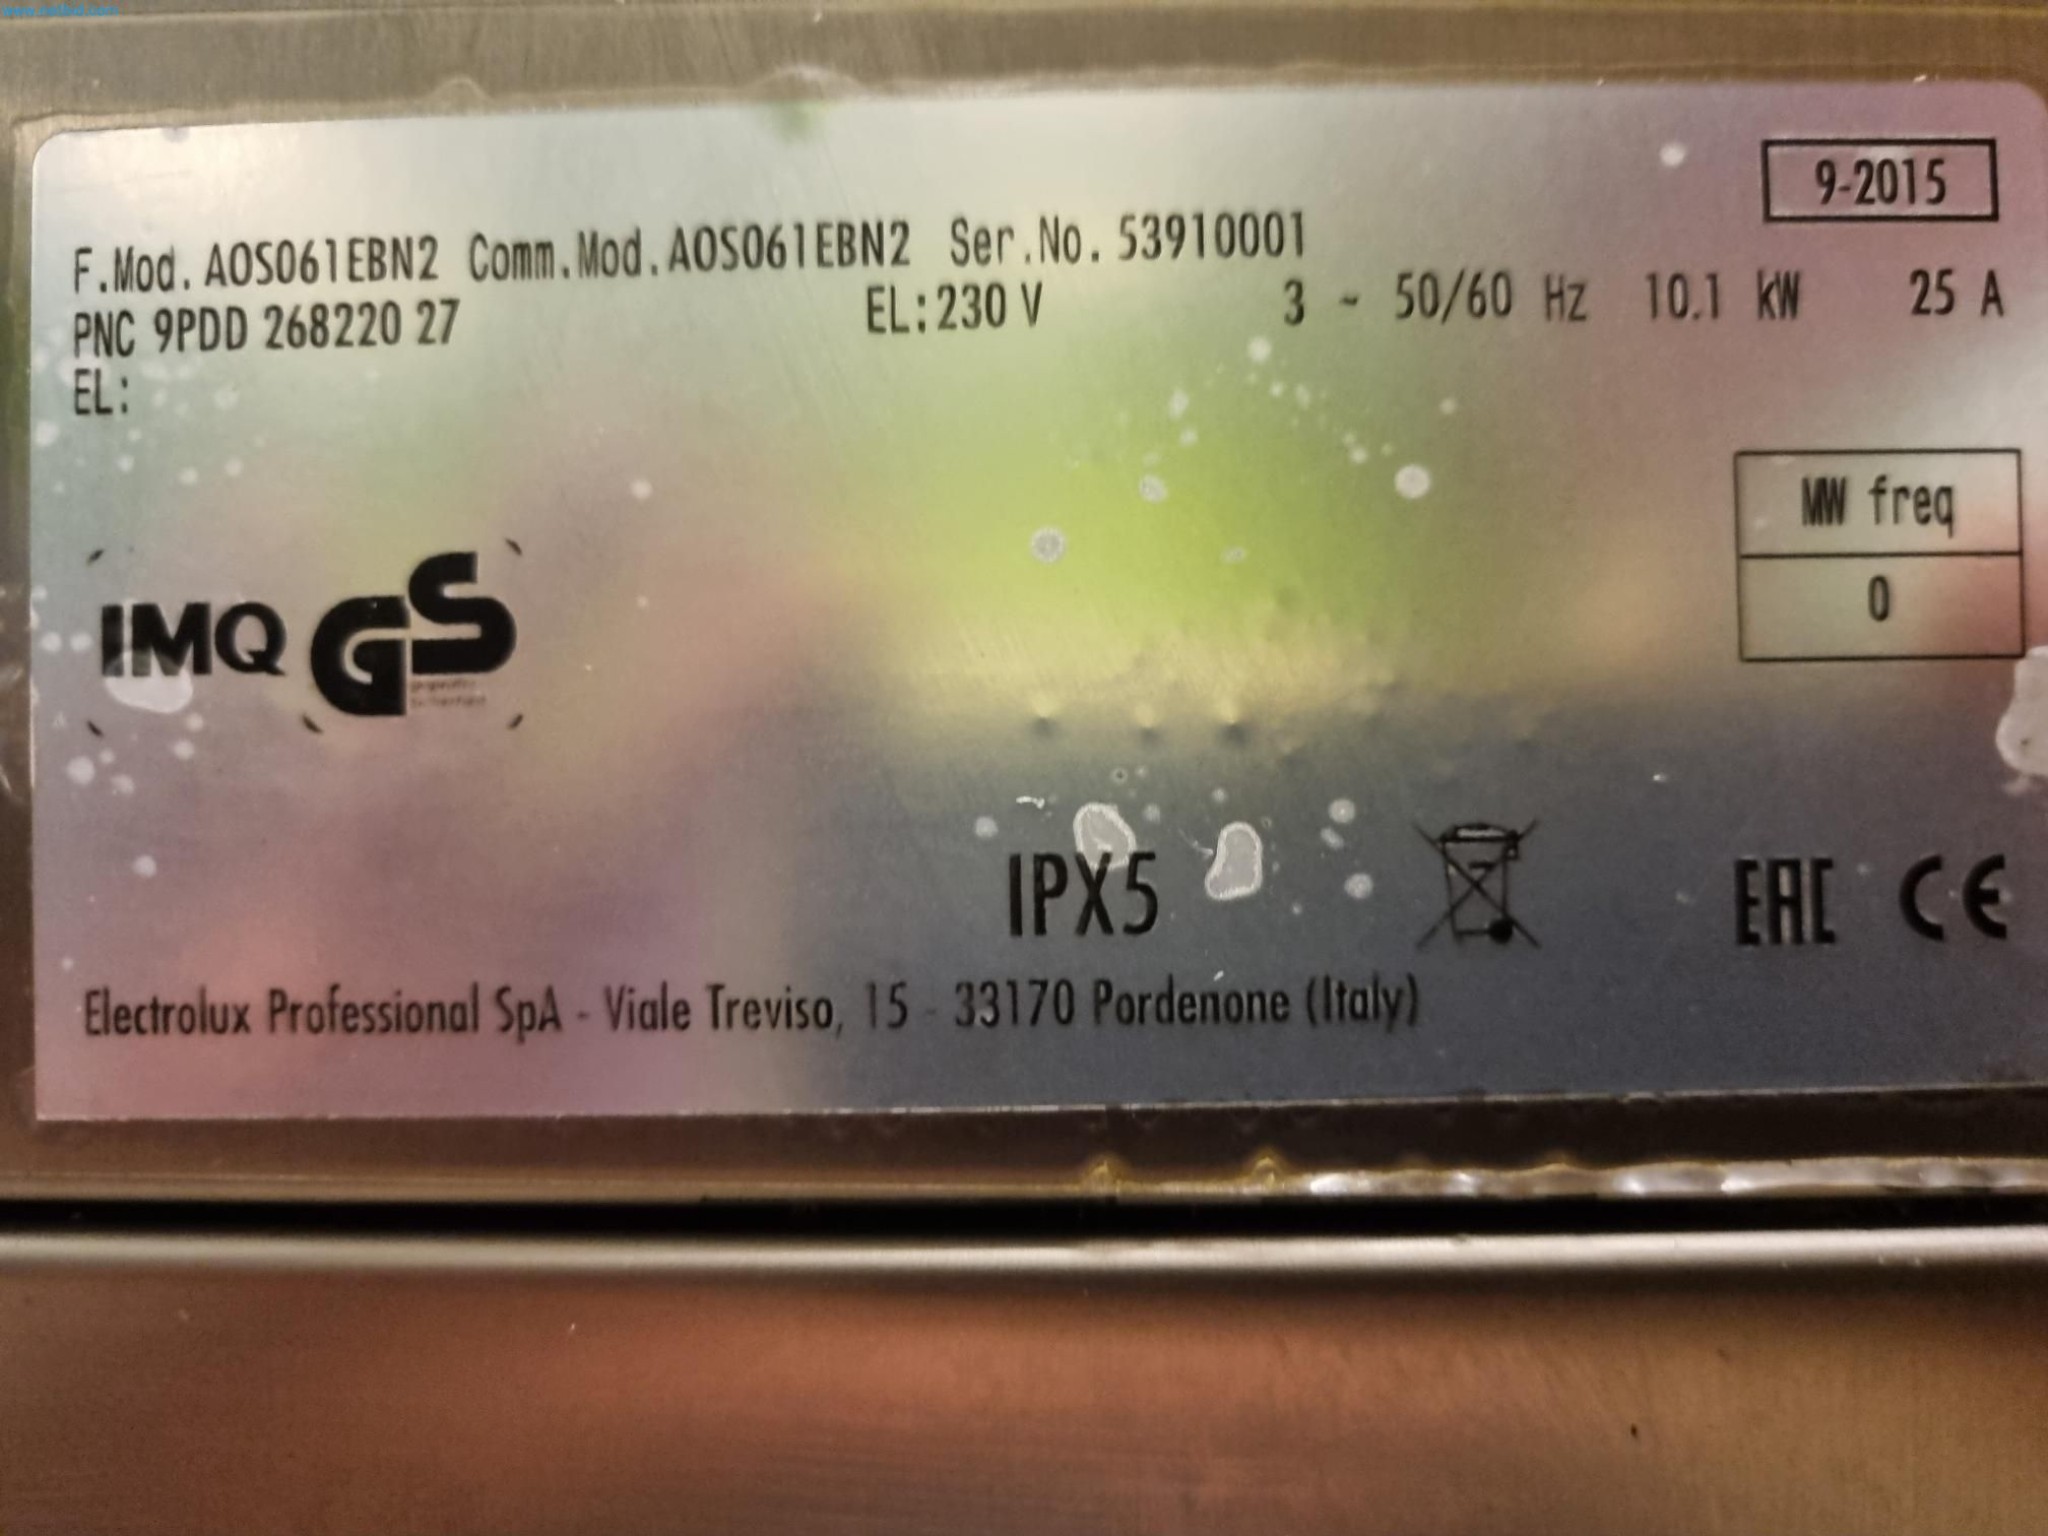 9-2015
F.Mod. AOS061EBN2 Comm.Mod. AOS061EBN2 Ser.No. 53910001
PNC 9PDD 268220 27 EL: 230 V 3 ~ 50/60 Hz 10.1 kW 25 A
EL:
MW freq
0
IMQ GS
IPX5
EAC CE
Electrolux Professional SpA - Viale Treviso, 15 - 33170 Pordenone (Italy)